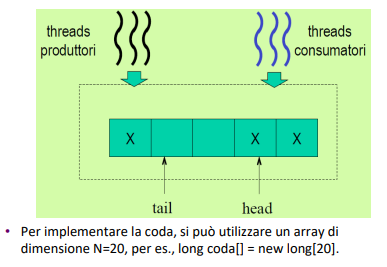 threads
produttori
threads
consumatori
X
X
X
tail
head
• Per implementare la coda, si può utilizzare un array di
dimensione N=20, per es., long coda[] = new long[20].